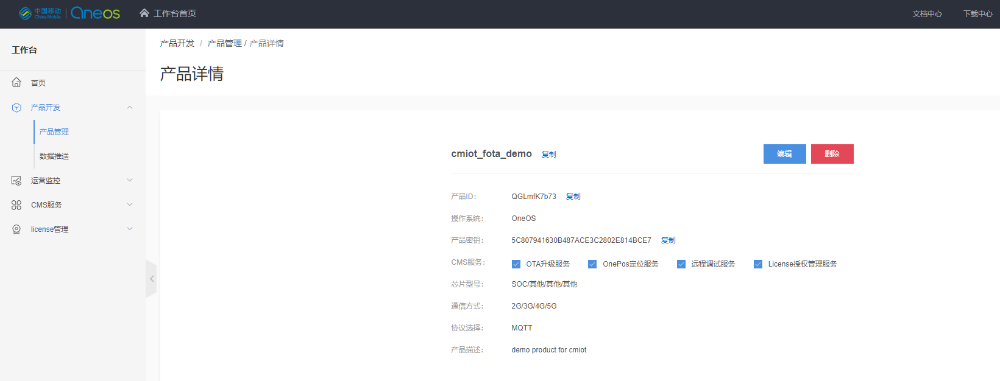 中国移动 China Mobile OneOS 工作台首页 文档中心 下载中心
工作台
首页
产品开发
产品管理
数据推送
运营监控
CMS服务
license管理
产品开发 / 产品管理 / 产品详情
产品详情
cmiot_fota_demo 复制 编辑 删除
产品ID: QGLmfK7b73 复制
操作系统: OneOS
产品密钥: 5C807941630B487ACE3C2802E814BCE7 复制
CMS服务: OTA升级服务 OnePos定位服务 远程调试服务 License授权管理服务
芯片型号: SOC/其他/其他/其他
通信方式: 2G/3G/4G/5G
协议选择: MQTT
产品描述: demo product for cmiot